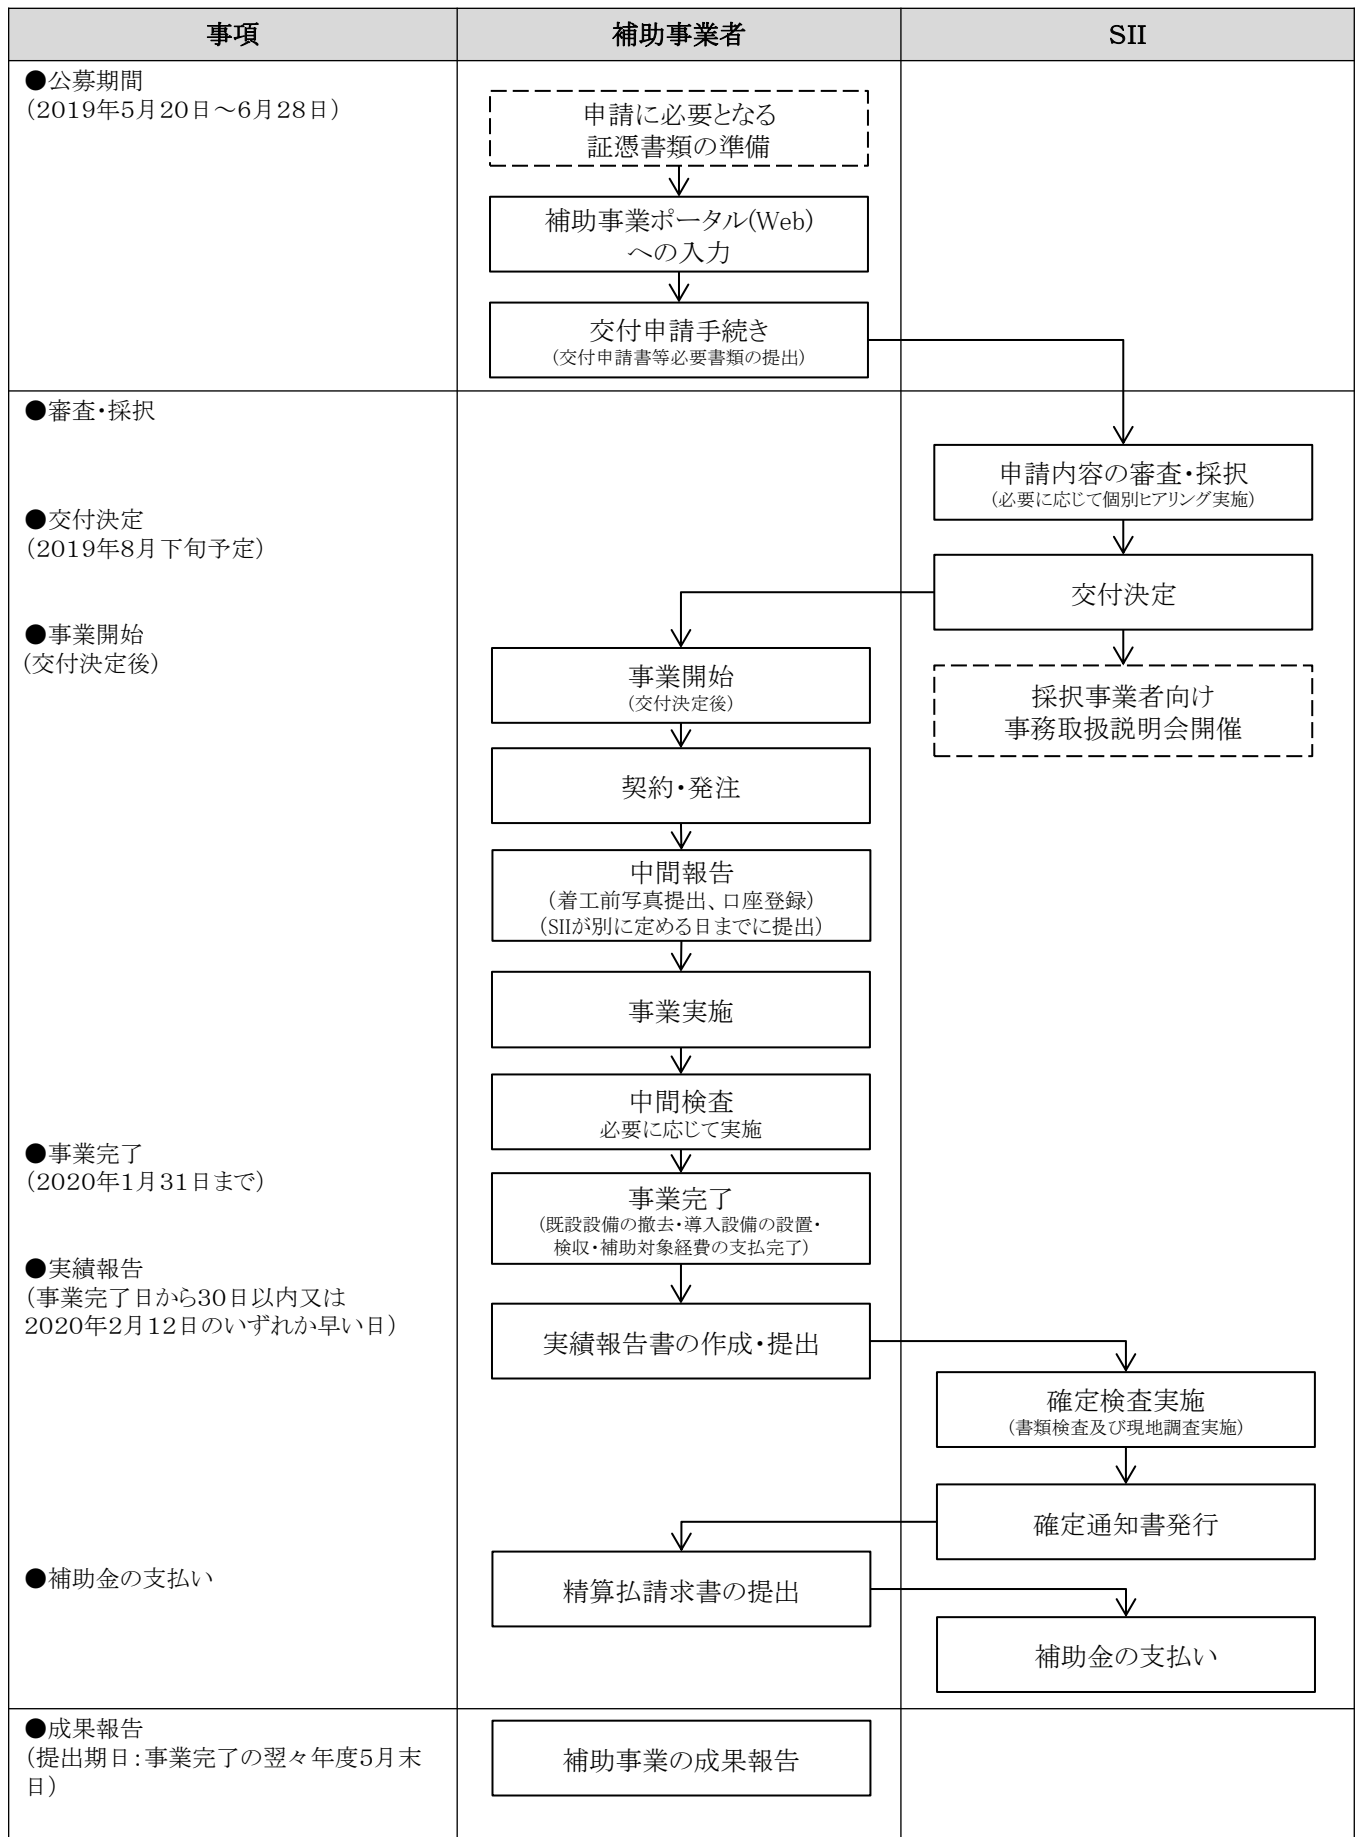 事項
補助事業者
SII
●公募期間
(2019年5月20日～6月28日)
申請に必要となる
証憑書類の準備
補助事業ポータル(Web)
への入力
交付申請手続き
(交付申請書等必要書類の提出)
●審査・採択
申請内容の審査・採択
(必要に応じて個別ヒアリング実施)
●交付決定
(2019年8月下旬予定)
交付決定
●事業開始
(交付決定後)
事業開始
(交付決定後)
採択事業者向け
事務取扱説明会開催
契約・発注
中間報告
(着工前写真提出、口座登録)
(SIIが別に定める日までに提出)
事業実施
中間検査
必要に応じて実施
●事業完了
(2020年1月31日まで)
事業完了
(既設設備の撤去・導入設備の設置・
検収・補助対象経費の支払完了)
●実績報告
(事業完了日から30日以内又は
2020年2月12日のいずれか早い日)
実績報告書の作成・提出
確定検査実施
(書類検査及び現地調査実施)
確定通知書発行
●補助金の支払い
精算払請求書の提出
補助金の支払い
●成果報告
(提出期日：事業完了の翌々年度5月末
日)
補助事業の成果報告